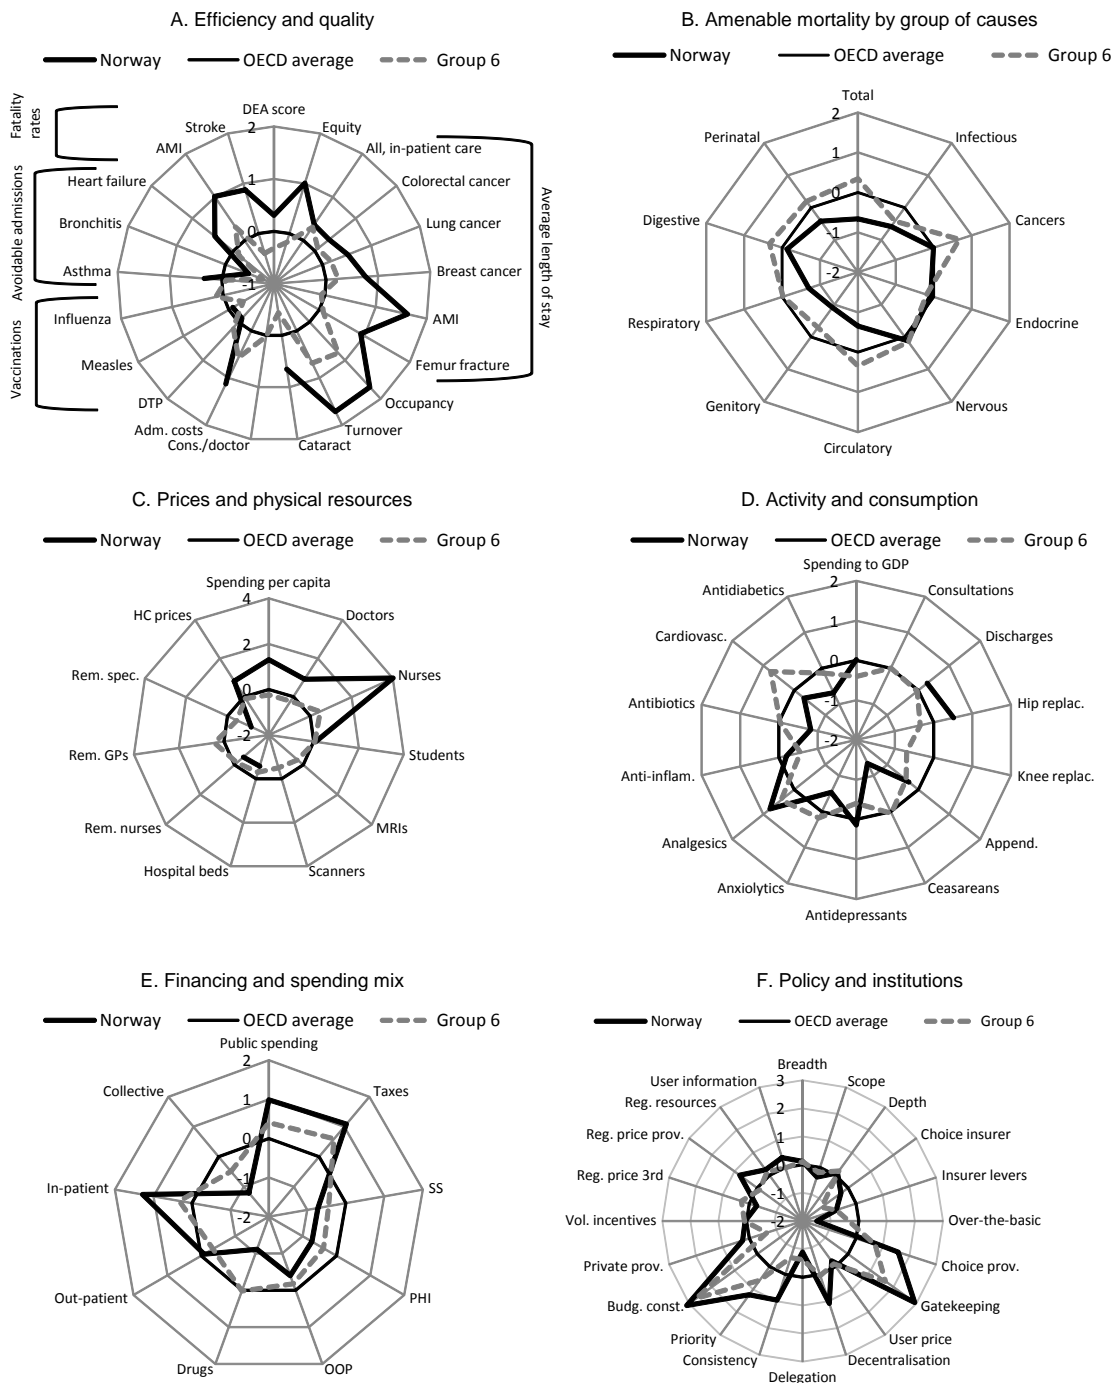 A. Efficiency and quality
Norway
OECD average
Group 6
Fatality
rates
Avoidable admissions
Vaccinations
Average length of stay
DEA score
Equity
All, in-patient care
Colorectal cancer
Lung cancer
Breast cancer
AMI
Femur fracture
Occupancy
Turnover
Cataract
Cons./doctor
Adm. costs
DTP
Measles
Influenza
Asthma
Bronchitis
Heart failure
AMI
Stroke
2
1
0
-1
B. Amenable mortality by group of causes
Norway
OECD average
Group 6
Total
Infectious
Cancers
Endocrine
Nervous
Circulatory
Genitory
Respiratory
Digestive
Perinatal
2
1
0
-1
-2
C. Prices and physical resources
Norway
OECD average
Group 6
Spending per capita
Doctors
Nurses
Students
MRIs
Scanners
Hospital beds
Rem. nurses
Rem. GPs
Rem. spec.
HC prices
4
2
0
-2
D. Activity and consumption
Norway
OECD average
Group 6
Spending to GDP
Consultations
Discharges
Hip replac.
Knee replac.
Append.
Ceasareans
Antidepressants
Anxiolytics
Analgesics
Anti-inflam.
Antibiotics
Cardiovasc.
Antidiabetics
2
1
0
-1
-2
E. Financing and spending mix
Norway
OECD average
Group 6
Public spending
Taxes
SS
PHI
OOP
Drugs
Out-patient
In-patient
Collective
2
1
0
-1
-2
F. Policy and institutions
Norway
OECD average
Group 6
Breadth
Scope
Depth
Choice insurer
Insurer levers
Over-the-basic
Choice prov.
Gatekeeping
User price
Decentralisation
Delegation
Consistency
Priority
Budg. const.
Private prov.
Vol. incentives
Reg. price 3rd
Reg. price prov.
Reg. resources
User information
3
2
1
0
-1
-2